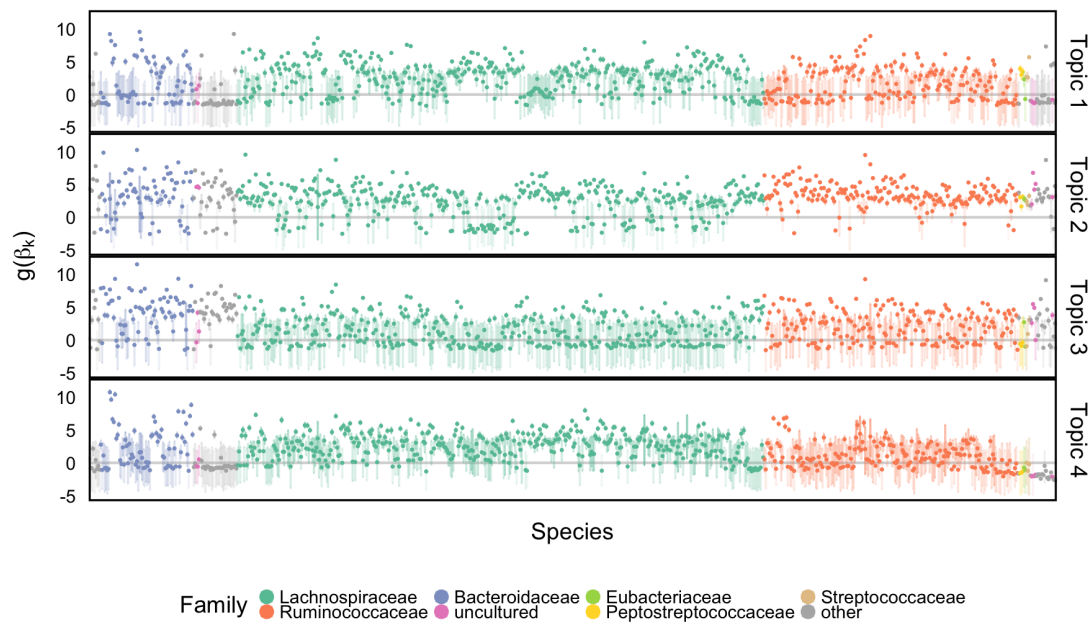 g(βk)
10
5
0
-5
Topic 1
10
5
0
-5
Topic 2
10
5
0
-5
Topic 3
10
5
0
-5
Topic 4
Species
Family
Lachnospiraceae Bacteroidaceae Eubacteriaceae Streptococcaceae
Ruminococcaceae uncultured Peptostreptococcaceae other